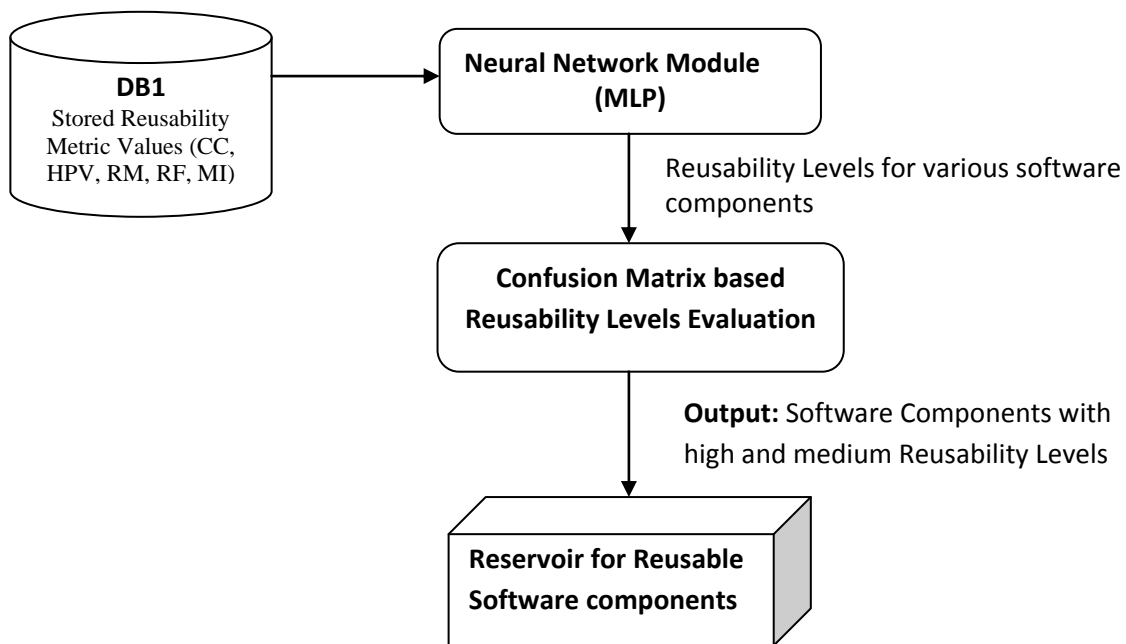 DB1
Stored Reusability
Metric Values (CC,
HPV, RM, RF, MI)
Neural Network Module
(MLP)
Reusability Levels for various software
components
Confusion Matrix based
Reusability Levels Evaluation
Output: Software Components with
high and medium Reusability Levels
Reservoir for Reusable
Software components